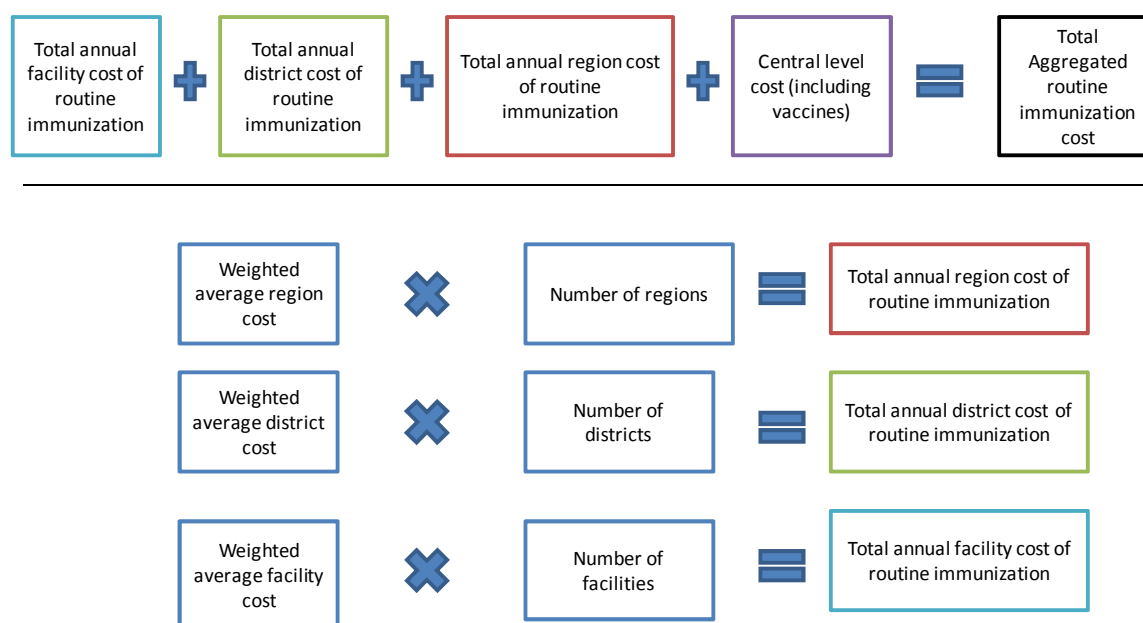 Total annual
facility cost of
routine
immunization
Total annual
district cost of
routine
immunization
Total annual region cost
of routine
immunization
Central level
cost (including
vaccines)
Total
Aggregated
routine
immunization
cost
Weighted
average region
cost
Number of regions
Total annual region cost of
routine immunization
Weighted
average district
cost
Number of
districts
Total annual district cost of
routine immunization
Weighted
average facility
cost
Number of
facilities
Total annual facility cost of
routine immunization